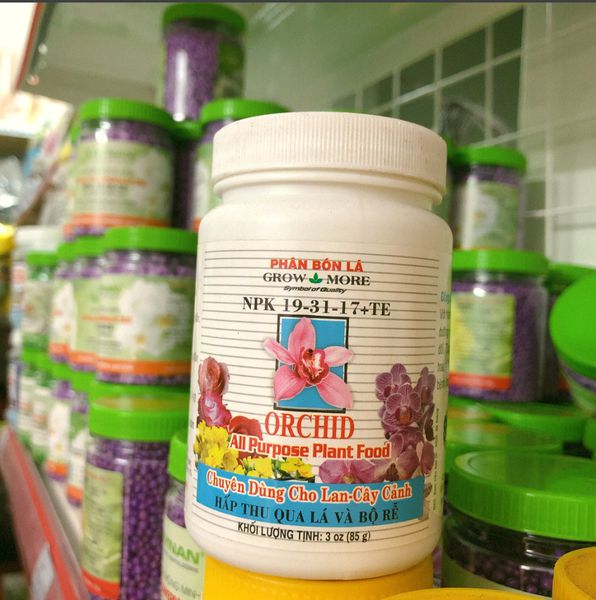 PHÂN BÓN LÁ
GROW MORE
Symbol of Quality
NPK 19-31-17+TE
ORCHID
All Purpose Plant Food
Chuyên Dùng Cho Lan-Cây Cảnh
HẤP THU QUA LÁ VÀ BỘ RỄ
KHỐI LƯỢNG TỊNH: 3 oz (85 g)